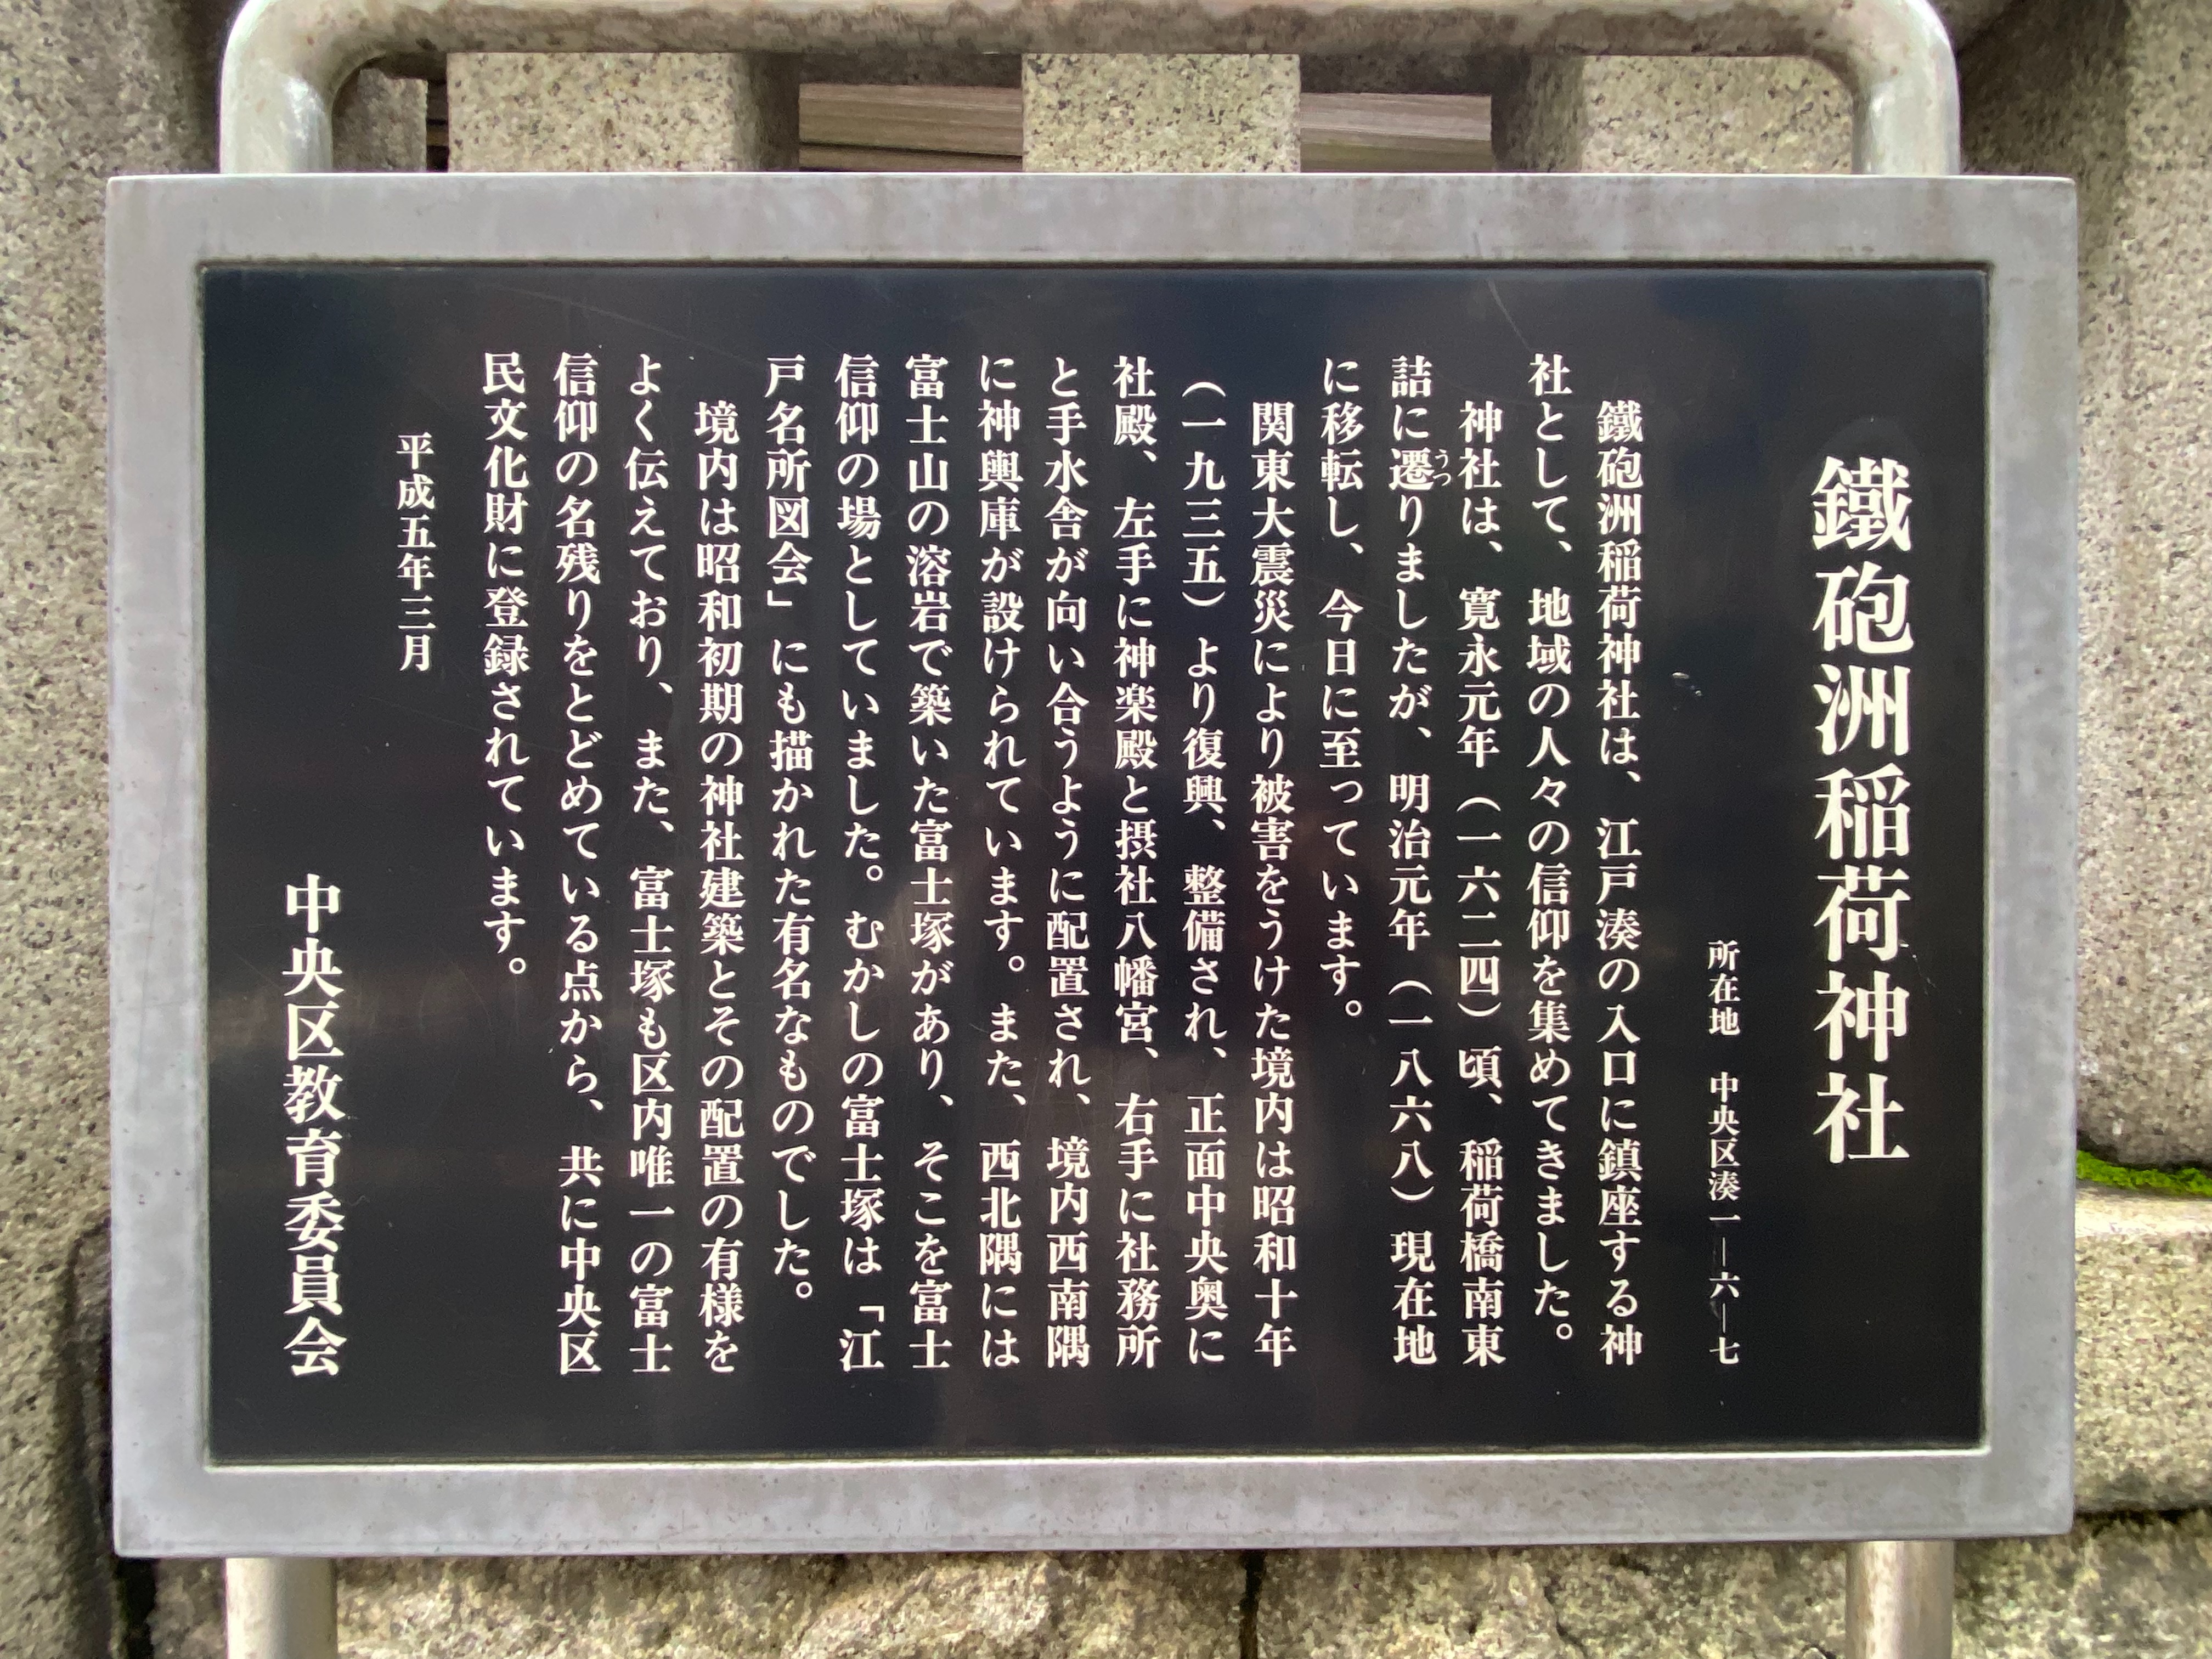 鐵砲洲稲荷神社
所在地　中央区湊一―六―七
鐵砲洲稲荷神社は、江戸湊の入口に鎮座する神
社として、地域の人々の信仰を集めてきました。
神社は、寛永元年（一六二四）頃、稲荷橋南東
詰に遷りましたが、明治元年（一八六八）現在地
うつ
に移転し、今日に至っています。
関東大震災により被害をうけた境内は昭和十年
（一九三五）より復興、整備され、正面中央奥に
社殿、左手に神楽殿と摂社八幡宮、右手に社務所
と手水舎が向い合うように配置され、境内西南隅
に神輿庫が設けられています。また、西北隅には
富士山の溶岩で築いた富士塚があり、そこを富士
信仰の場としていました。むかしの富士塚は「江
戸名所図会」にも描かれた有名なものでした。
境内は昭和初期の神社建築とその配置の有様を
よく伝えており、また、富士塚も区内唯一の富士
信仰の名残りをとどめている点から、共に中央区
民文化財に登録されています。
平成五年三月
中央区教育委員会